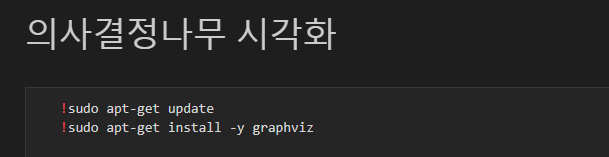 의사결정나무 시각화
!sudo apt-get update
!sudo apt-get install -y graphviz